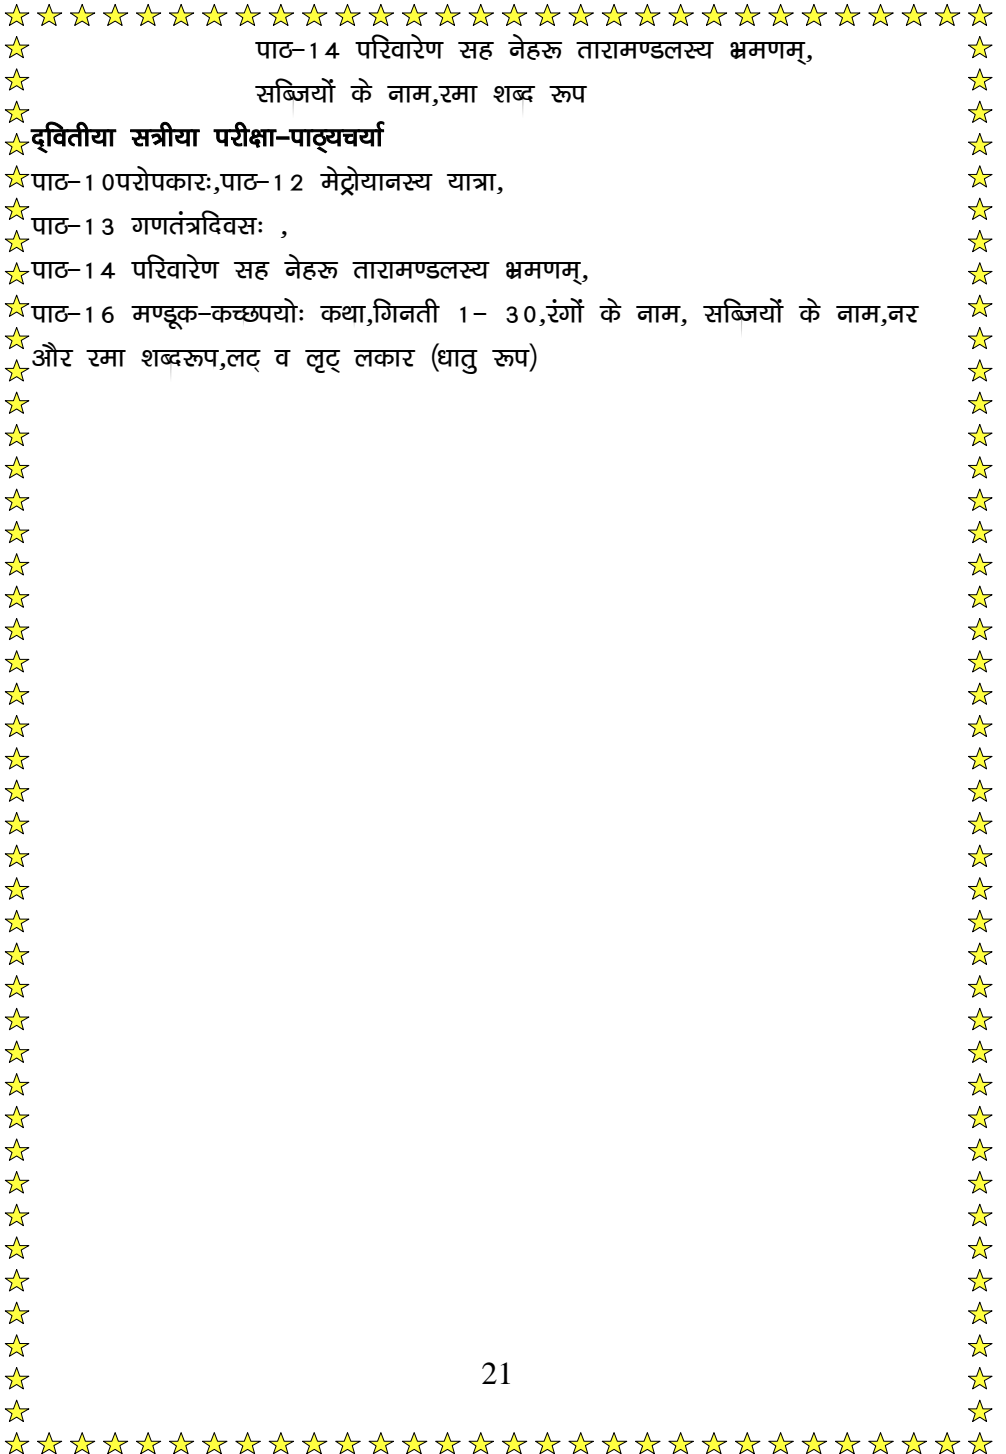 पाठ-14 परिवारेण सह नेहरू तारामण्डलस्य भ्रमणम्,
सब्जियों के नाम,रमा शब्द रूप
द्वितीया सत्रीया परीक्षा-पाठ्यचर्या
पाठ-10परोपकारः,पाठ-12 मेट्रोयानस्य यात्रा,
पाठ-13 गणतंत्रदिवसः ,
पाठ-14 परिवारेण सह नेहरू तारामण्डलस्य भ्रमणम्,
पाठ-16 मण्डूक-कच्छपयोः कथा,गिनती 1- 30,रंगों के नाम, सब्जियों के नाम,नर
और रमा शब्दरूप,लट् व लृट् लकार (धातु रूप)
21